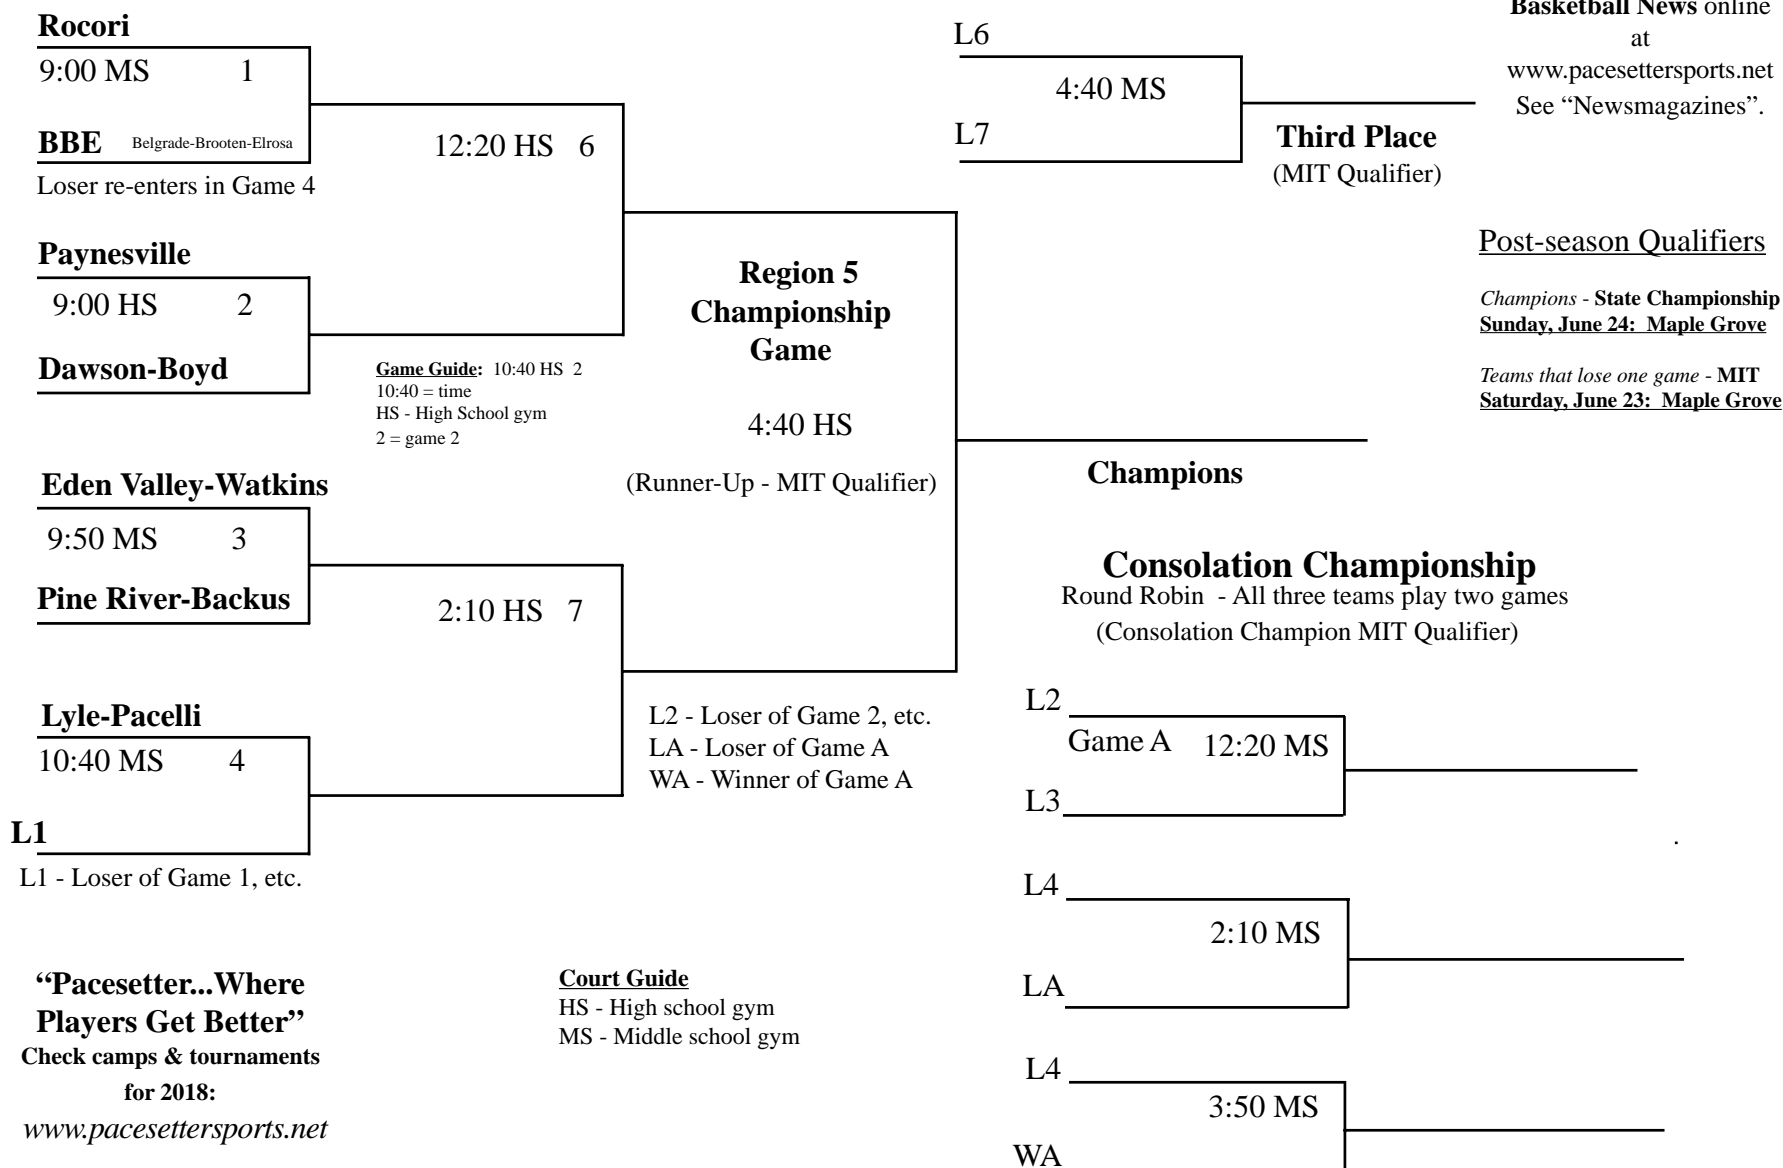 Rocori
9:00 MS 1
BBE Belgrade-Brooten-Elrosa
Loser re-enters in Game 4
12:20 HS 6
Paynesville
9:00 HS 2
Dawson-Boyd
Game Guide: 10:40 HS 2
10:40 = time
HS - High School gym
2 = game 2
Eden Valley-Watkins
9:50 MS 3
Pine River-Backus
2:10 HS 7
Lyle-Pacelli
10:40 MS 4
L1
L1 - Loser of Game 1, etc.
Region 5
Championship
Game
4:40 HS
(Runner-Up - MIT Qualifier)
L2 - Loser of Game 2, etc.
LA - Loser of Game A
WA - Winner of Game A
L6
4:40 MS
L7
Third Place
(MIT Qualifier)
Champions
Basketball News online
at
www.pacesettersports.net
See “Newsmagazines”.
Post-season Qualifiers
Champions - State Championship
Sunday, June 24: Maple Grove
Teams that lose one game - MIT
Saturday, June 23: Maple Grove
Consolation Championship
Round Robin - All three teams play two games
(Consolation Champion MIT Qualifier)
L2
Game A 12:20 MS
L3
.
L4
2:10 MS
LA
L4
3:50 MS
WA
“Pacesetter...Where
Players Get Better”
Check camps & tournaments
for 2018:
www.pacesettersports.net
Court Guide
HS - High school gym
MS - Middle school gym